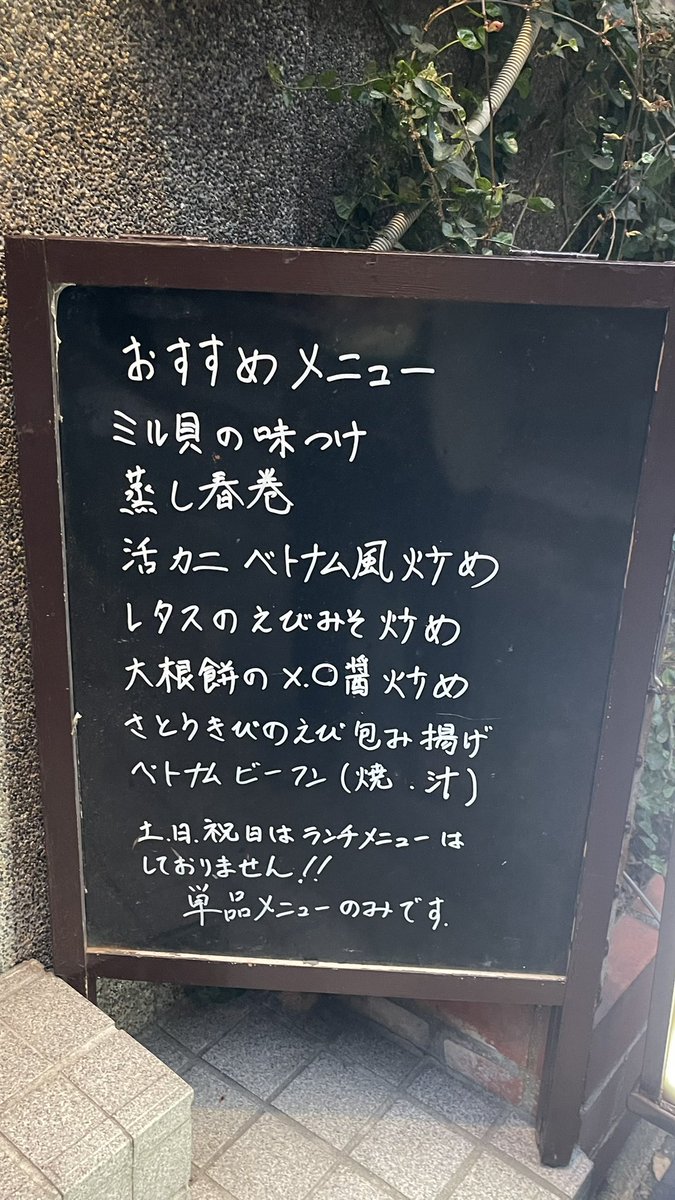 おすすめメニュー
ミル貝の味つけ
蒸し春巻
活カニ ベトナム風炒め
レタスのえびみそ炒め
大根餅のX.O醤炒め
さとうきびのえび包み揚げ
ベトナムビーフン(焼.汁)
土.日.祝日はランチメニューは
しておりません!!
単品メニューのみです.